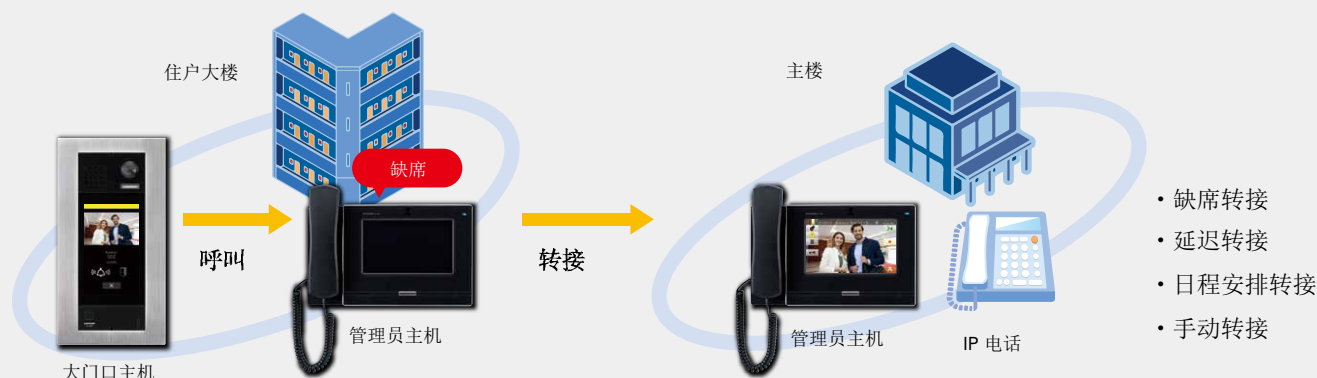 住户大楼
缺席
呼叫
管理员主机
大门口主机
转接
主楼
管理员主机
IP 电话
・缺席转接
・延迟转接
・日程安排转接
・手动转接